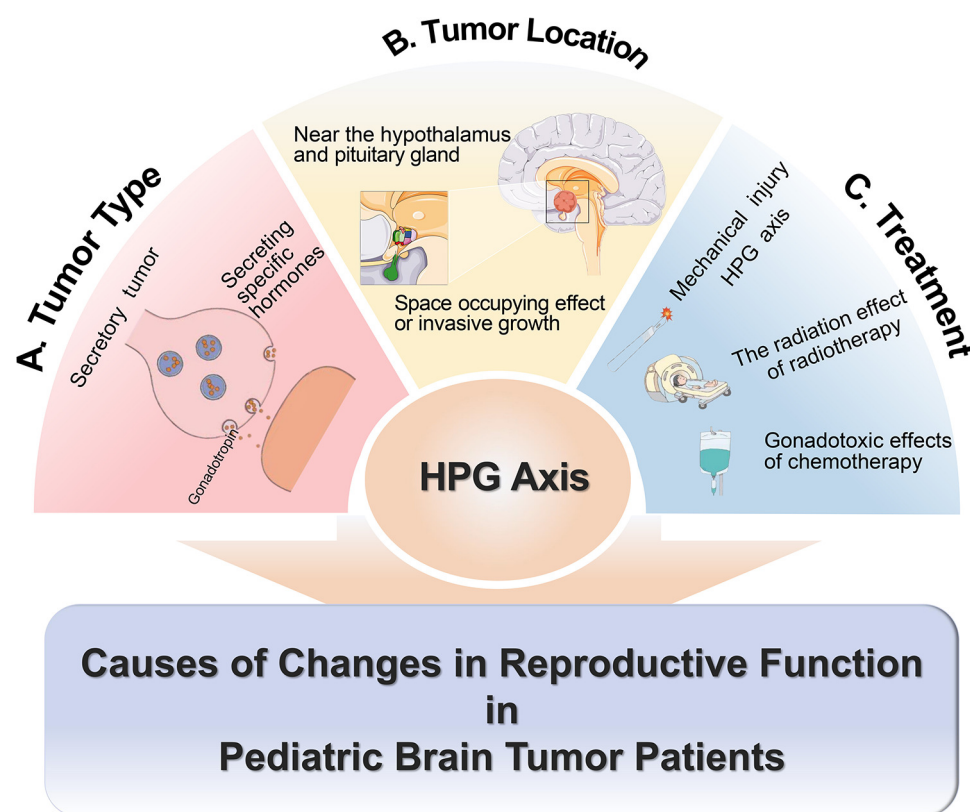 B. Tumor Location
Near the hypothalamus
and pituitary gland
Space occupying effect
or invasive growth
A. Tumor Type
Secretory tumor
Secreting
specific
hormones
Gonadotropin
C. Treatment
Mechanical injury
HPG axis
The radiation effect
of radiotherapy
Gonadotoxic effects
of chemotherapy
HPG Axis
Causes of Changes in Reproductive Function
in
Pediatric Brain Tumor Patients